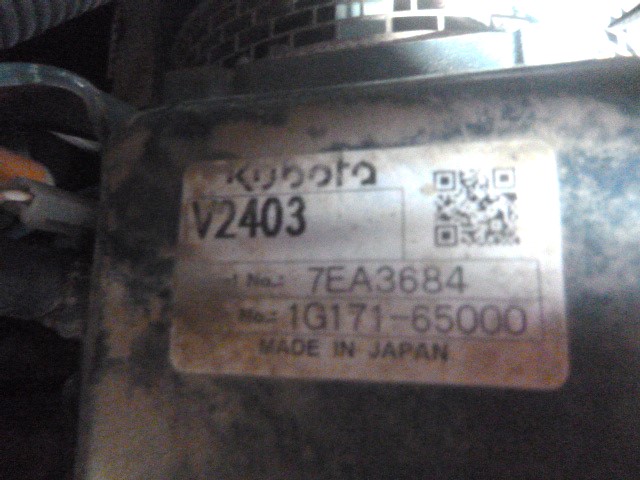 Kubota
V2403
No.: 7EA3684
No.: 1G171-65000
MADE IN JAPAN